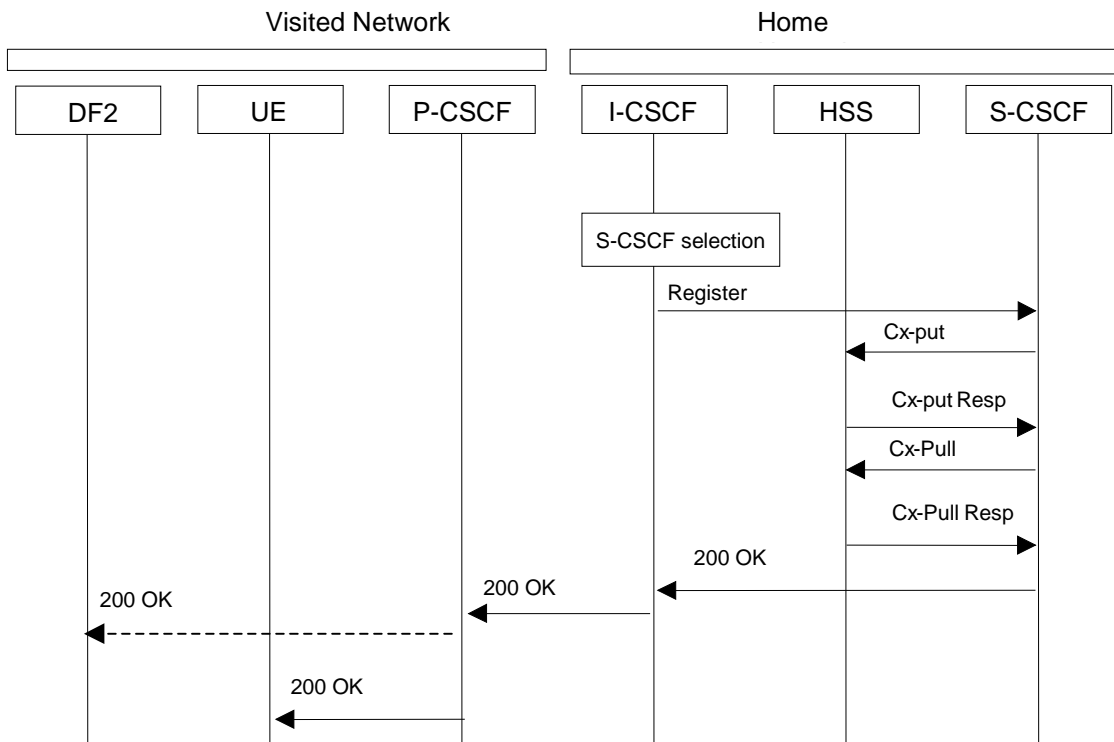 Visited Network
Home
DF2
UE
P-CSCF
I-CSCF
HSS
S-CSCF
S-CSCF selection
Register
Cx-put
Cx-put Resp
Cx-Pull
Cx-Pull Resp
200 OK
200 OK
200 OK
200 OK